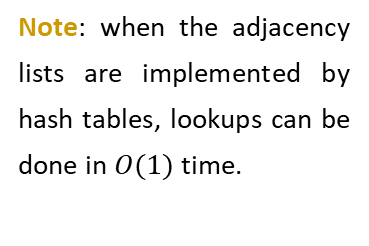 Note: when the adjacency
lists are implemented by
hash tables, lookups can be
done in O(1) time.